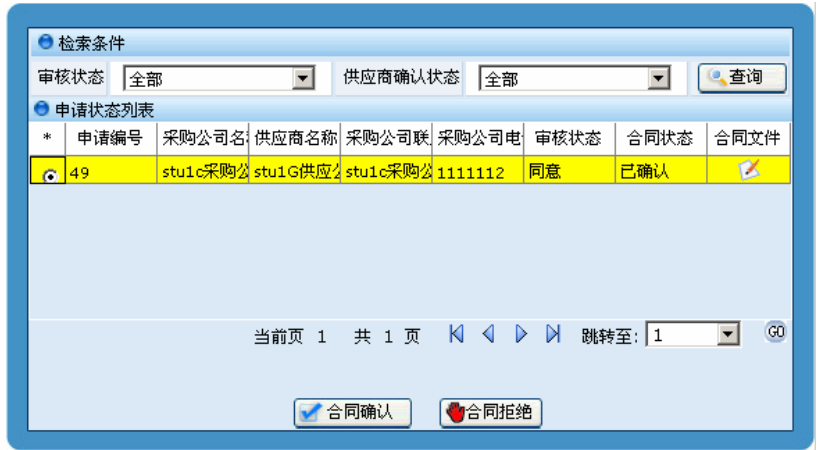 检索条件
审核状态 全部 供应商确认状态 全部 查询
申请状态列表
* 申请编号 采购公司名 供应商名称 采购公司联 采购公司电 审核状态 合同状态 合同文件
49 stu1c采购公 stu1G供应 stu1c采购公 1111112 同意 已确认
当前页 1 共 1 页 跳转至: 1 GO
合同确认 合同拒绝